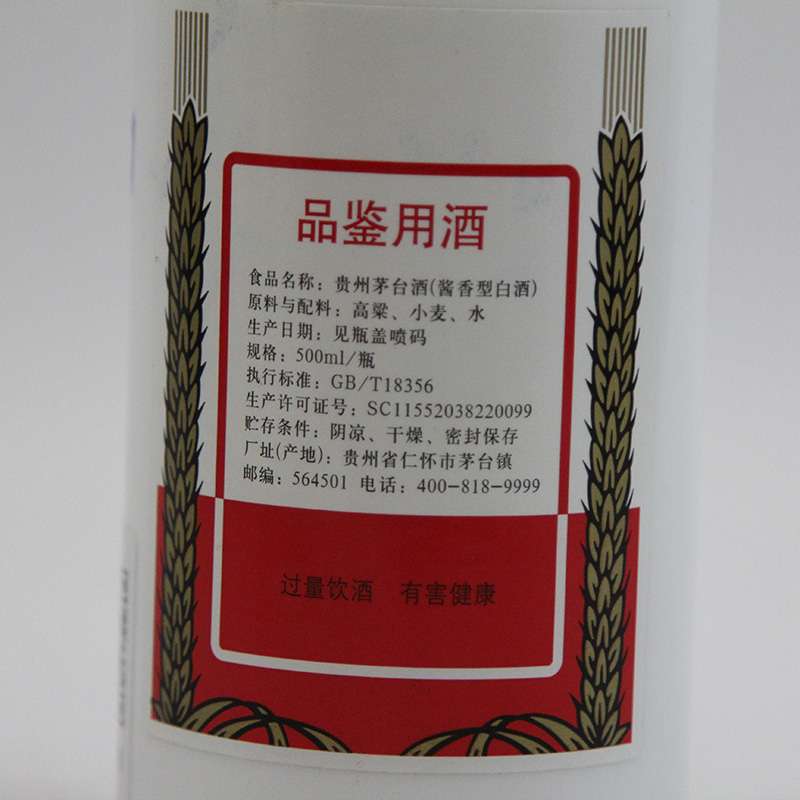 品鉴用酒
食品名称：贵州茅台酒(酱香型白酒)
原料与配料：高粱、小麦、水
生产日期：见瓶盖喷码
规格：500ml/瓶
执行标准：GB/T18356
生产许可证号：SC11552038220099
贮存条件：阴凉、干燥、密封保存
厂址(产地)：贵州省仁怀市茅台镇
邮编：564501 电话：400-818-9999
过量饮酒 有害健康